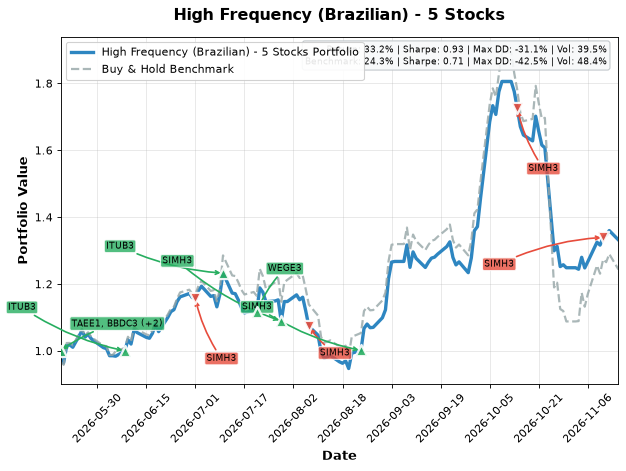 High Frequency (Brazilian) - 5 Stocks
33.2% | Sharpe: 0.93 | Max DD: -31.1% | Vol: 39.5%
24.3% | Sharpe: 0.71 | Max DD: -42.5% | Vol: 48.4%
High Frequency (Brazilian) - 5 Stocks Portfolio
Buy & Hold Benchmark
Portfolio Value
1.8
1.6
1.4
1.2
1.0
SIMH3
ITUB3
SIMH3
WEGE3
SIMH3
SIMH3
ITUB3
TAEE1, BBDC3 (+2)
SIMH3
SIMH3
2026-05-30
2026-06-15
2026-07-01
2026-07-17
2026-08-02
2026-08-18
2026-09-03
2026-09-19
2026-10-05
2026-10-21
2026-11-06
Date